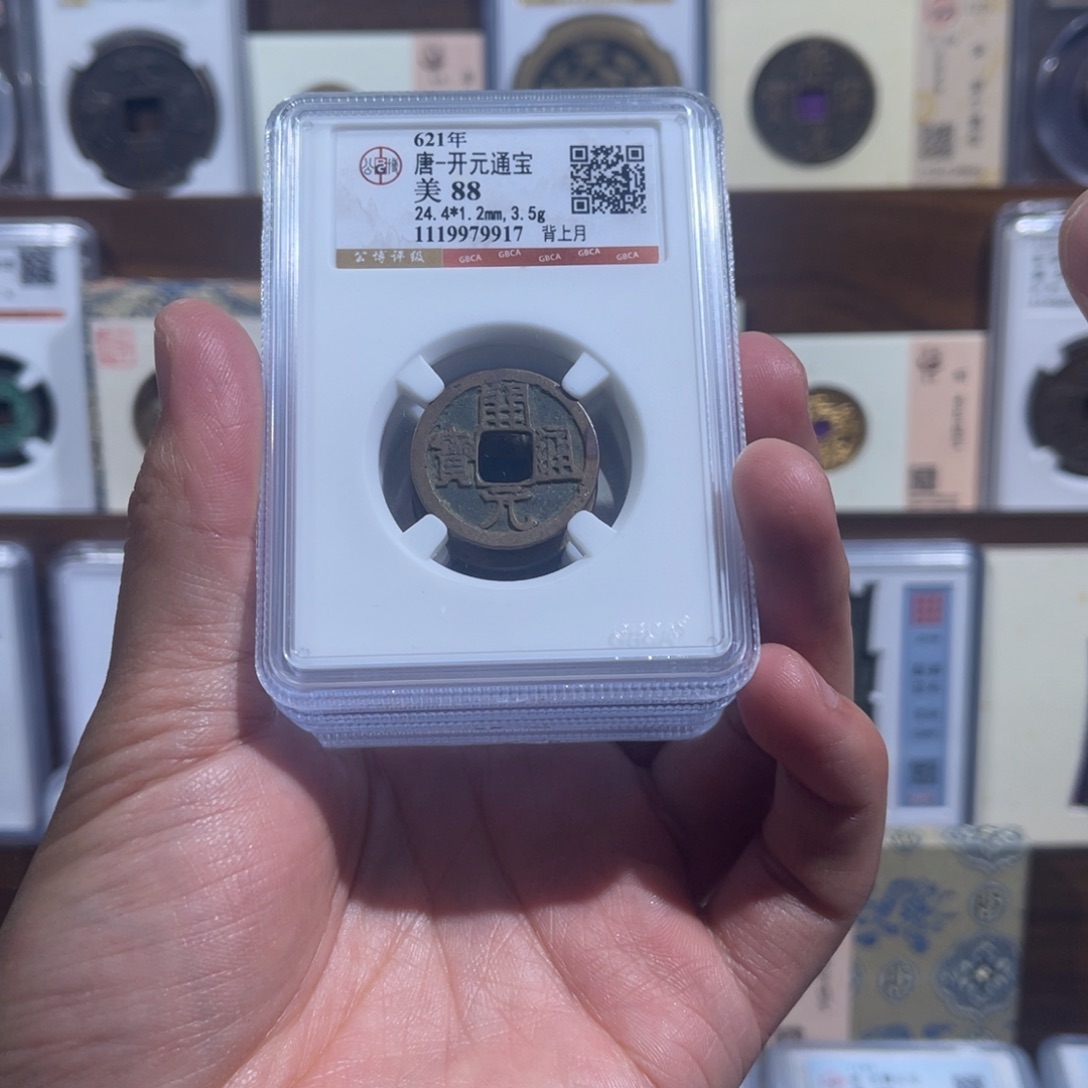 621年
唐-开元通宝
美 88
24.4*1.2mm, 3.5g
1119979917 背上月
公博评级 GBCA GBCA GBCA GBCA GBCA
開
寶 通
元